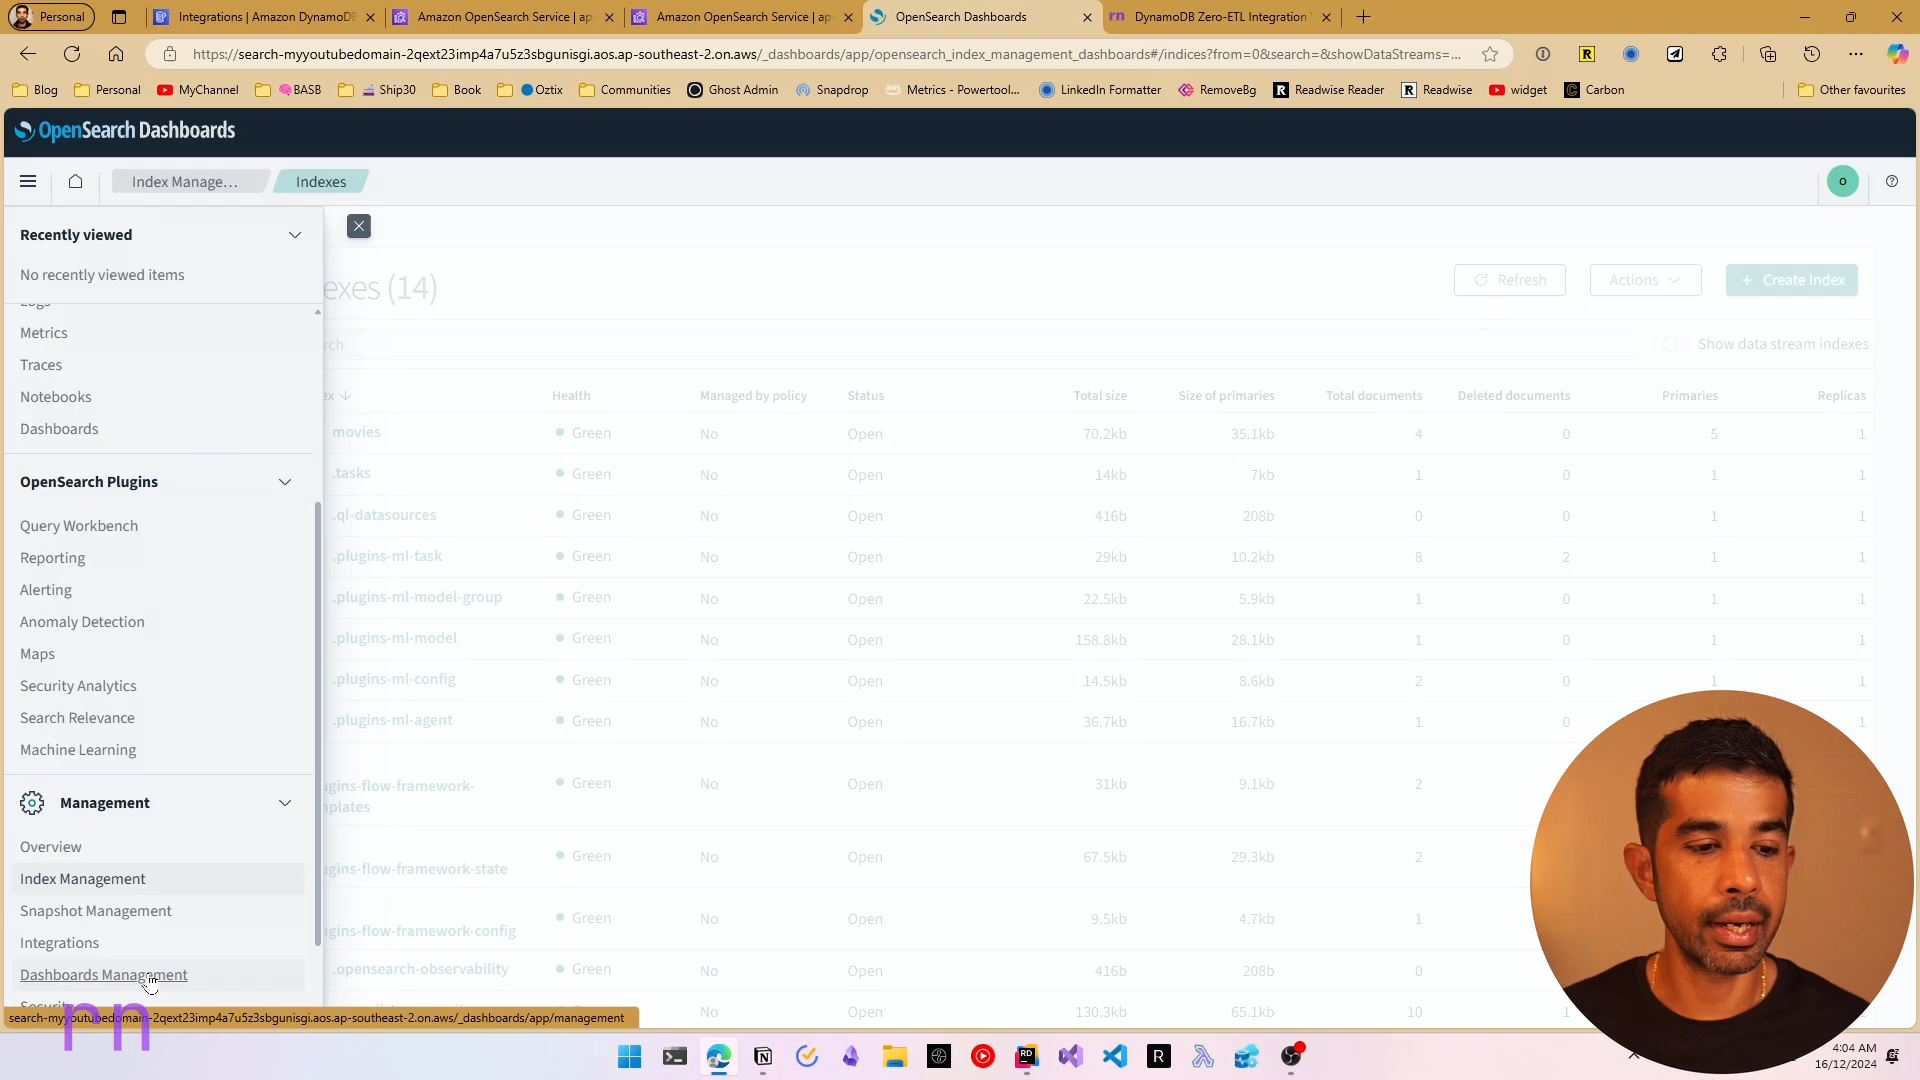 Personal
Integrations | Amazon DynamoDB
Amazon OpenSearch Service | ap-
Amazon OpenSearch Service | ap-
OpenSearch Dashboards
rn DynamoDB Zero-ETL Integration
https://search-myyoutubedomain-2qext23imp4a7u5z3sbgunisgi.aos.ap-southeast-2.on.aws/_dashboards/app/opensearch_index_management_dashboards#/indices?from=0&search=&showDataStreams=...
Blog Personal MyChannel BASB Ship30 Book Oztix Communities Ghost Admin Snapdrop Metrics - Powertool... LinkedIn Formatter RemoveBg Readwise Reader Readwise widget Carbon Other favourites
OpenSearch Dashboards
Index Manage... Indexes
o
Recently viewed
No recently viewed items
Logs
Metrics
Traces
Notebooks
Dashboards
OpenSearch Plugins
Query Workbench
Reporting
Alerting
Anomaly Detection
Maps
Security Analytics
Search Relevance
Machine Learning
Management
Overview
Index Management
Snapshot Management
Integrations
Dashboards Management
Security
search-myyoutubedomain-2qext23imp4a7u5z3sbgunisgi.aos.ap-southeast-2.on.aws/_dashboards/app/management
rn
exes (14)
Refresh Actions + Create Index
rch
Show data stream indexes
ex Health Managed by policy Status Total size Size of primaries Total documents Deleted documents Primaries Replicas
movies Green No Open 70.2kb 35.1kb 4 0 5 1
.tasks Green No Open 14kb 7kb 1 0 1 1
.ql-datasources Green No Open 416b 208b 0 0 1 1
.plugins-ml-task Green No Open 29kb 10.2kb 8 2 1 1
.plugins-ml-model-group Green No Open 22.5kb 5.9kb 1 0 1 1
.plugins-ml-model Green No Open 158.8kb 28.1kb 1 0 1 1
.plugins-ml-config Green No Open 14.5kb 8.6kb 2 0 1 1
.plugins-ml-agent Green No Open 36.7kb 16.7kb 1 0 1
ugins-flow-framework-
mplates Green No Open 31kb 9.1kb 2
ugins-flow-framework-state Green No Open 67.5kb 29.3kb 2
ugins-flow-framework-config Green No Open 9.5kb 4.7kb 1
.opensearch-observability Green No Open 416b 208b 0
No Open 130.3kb 65.1kb 10 1
4:04 AM
16/12/2024